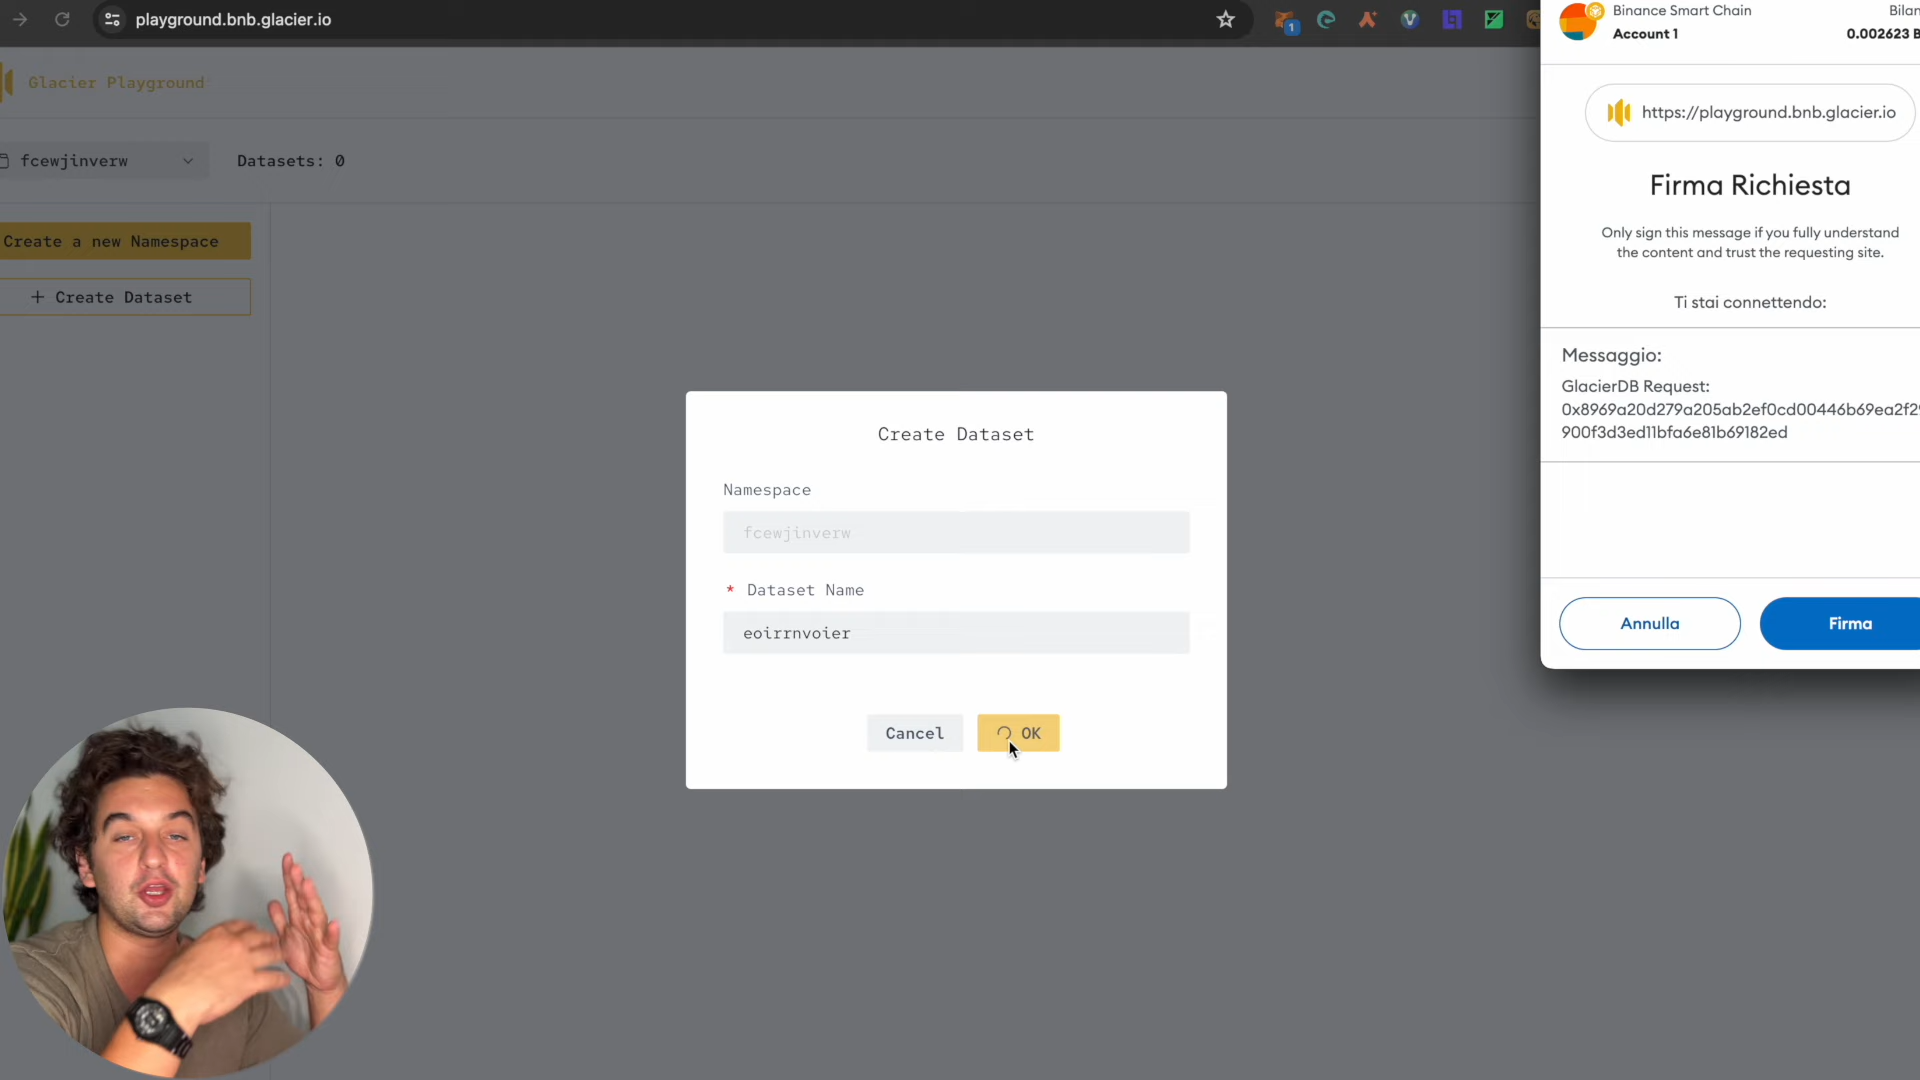 playground.bnb.glacier.io
1
Glacier Playground
fcewjinverw
Datasets: 0
Create a new Namespace
+ Create Dataset
Create Dataset
Namespace
fcewjinverw
* Dataset Name
eoirrnvoier
Cancel
OK
Binance Smart Chain
Account 1
Bilan
0.002623 B
https://playground.bnb.glacier.io
Firma Richiesta
Only sign this message if you fully understand
the content and trust the requesting site.
Ti stai connettendo:
Messaggio:
GlacierDB Request:
0x8969a20d279a205ab2ef0cd00446b69ea2f2
900f3d3ed11bfa6e81b69182ed
Annulla
Firma